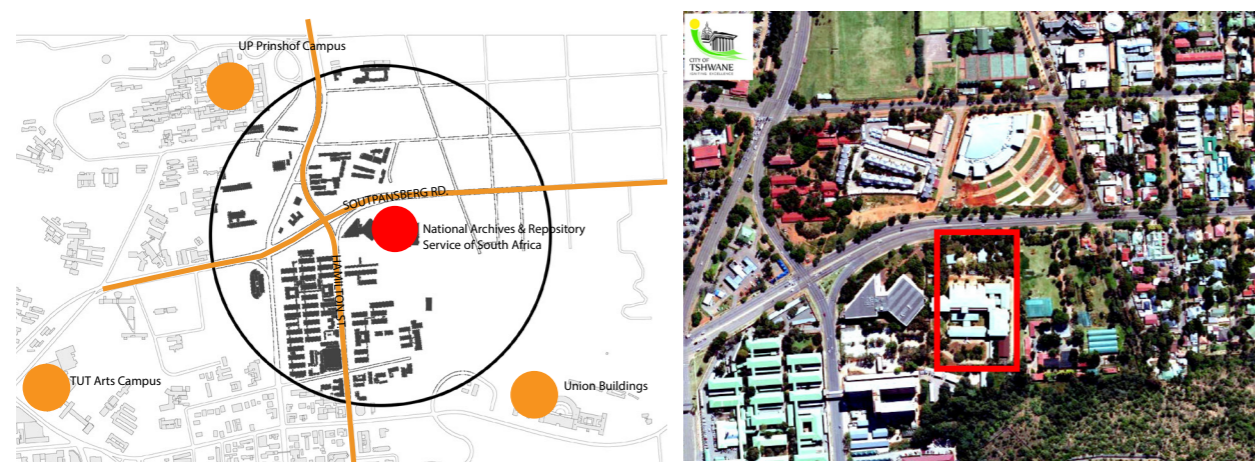 UP Prinshof Campus
SOUTPANSBERG RD.
National Archives & Repository
Service of South Africa
HAMILTON ST.
TUT Arts Campus
Union Buildings
CITY OF
TSHWANE